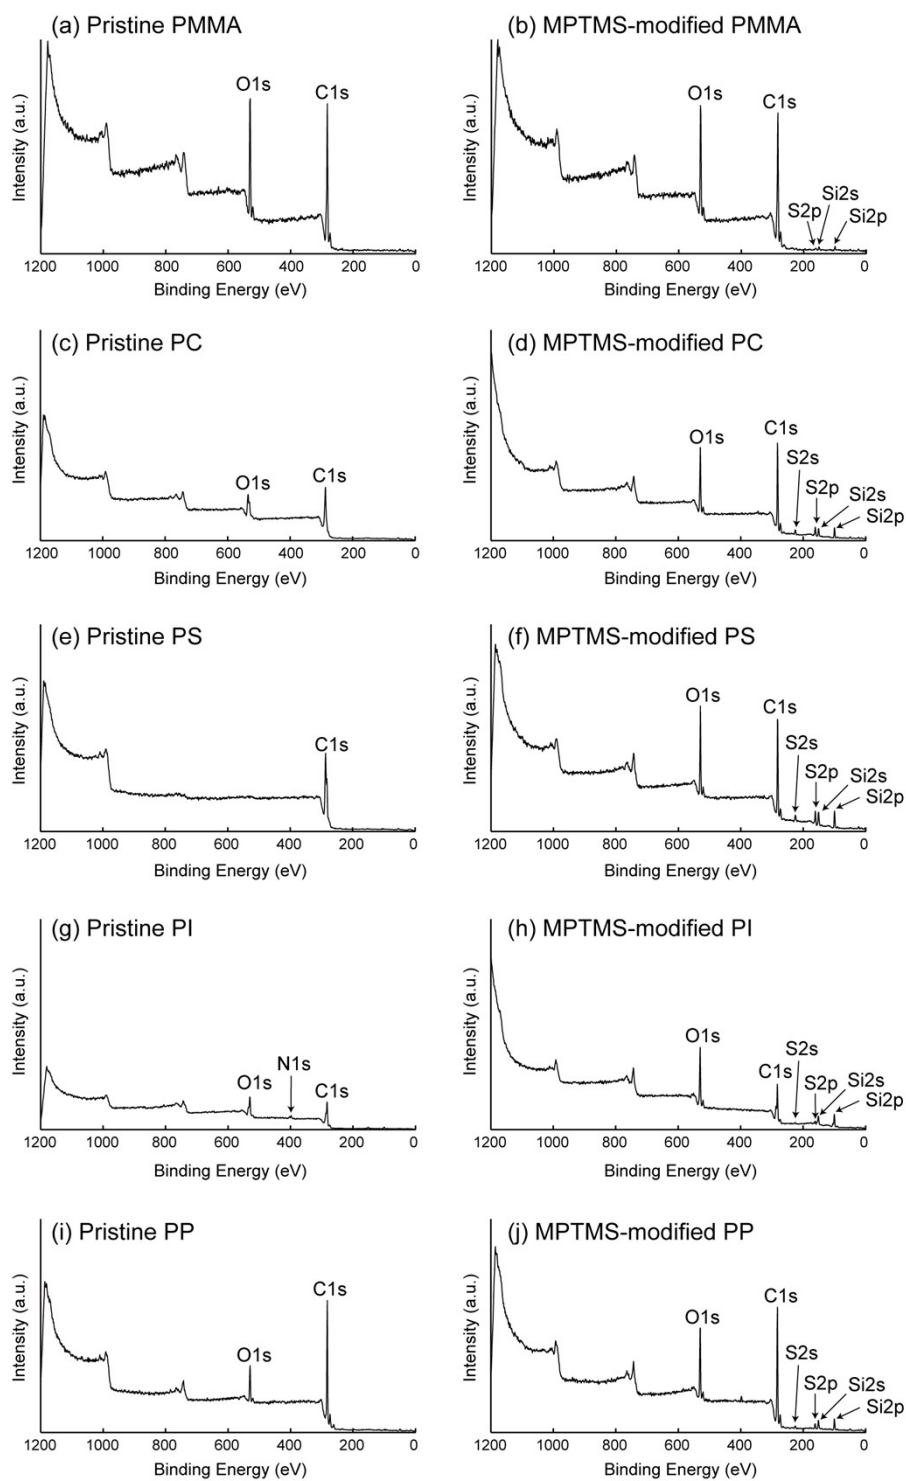 (a) Pristine PMMA
Intensity (a.u.)
O1s
C1s
1200 1000 800 600 400 200 0
Binding Energy (eV)
(b) MPTMS-modified PMMA
Intensity (a.u.)
O1s
C1s
S2p
Si2s
Si2p
1200 1000 800 600 400 200 0
Binding Energy (eV)
(c) Pristine PC
Intensity (a.u.)
O1s
C1s
1200 1000 800 600 400 200 0
Binding Energy (eV)
(d) MPTMS-modified PC
Intensity (a.u.)
O1s
C1s
S2s
S2p
Si2s
Si2p
1200 1000 800 600 400 200 0
Binding Energy (eV)
(e) Pristine PS
Intensity (a.u.)
C1s
1200 1000 800 600 400 200 0
Binding Energy (eV)
(f) MPTMS-modified PS
Intensity (a.u.)
O1s
C1s
S2s
S2p
Si2s
Si2p
1200 1000 800 600 400 200 0
Binding Energy (eV)
(g) Pristine PI
Intensity (a.u.)
O1s
N1s
C1s
1200 1000 800 600 400 200 0
Binding Energy (eV)
(h) MPTMS-modified PI
Intensity (a.u.)
O1s
C1s
S2s
S2p
Si2s
Si2p
1200 1000 800 600 400 200 0
Binding Energy (eV)
(i) Pristine PP
Intensity (a.u.)
O1s
C1s
1200 1000 800 600 400 200 0
Binding Energy (eV)
(j) MPTMS-modified PP
Intensity (a.u.)
O1s
C1s
S2s
S2p
Si2s
Si2p
1200 1000 800 600 400 200 0
Binding Energy (eV)